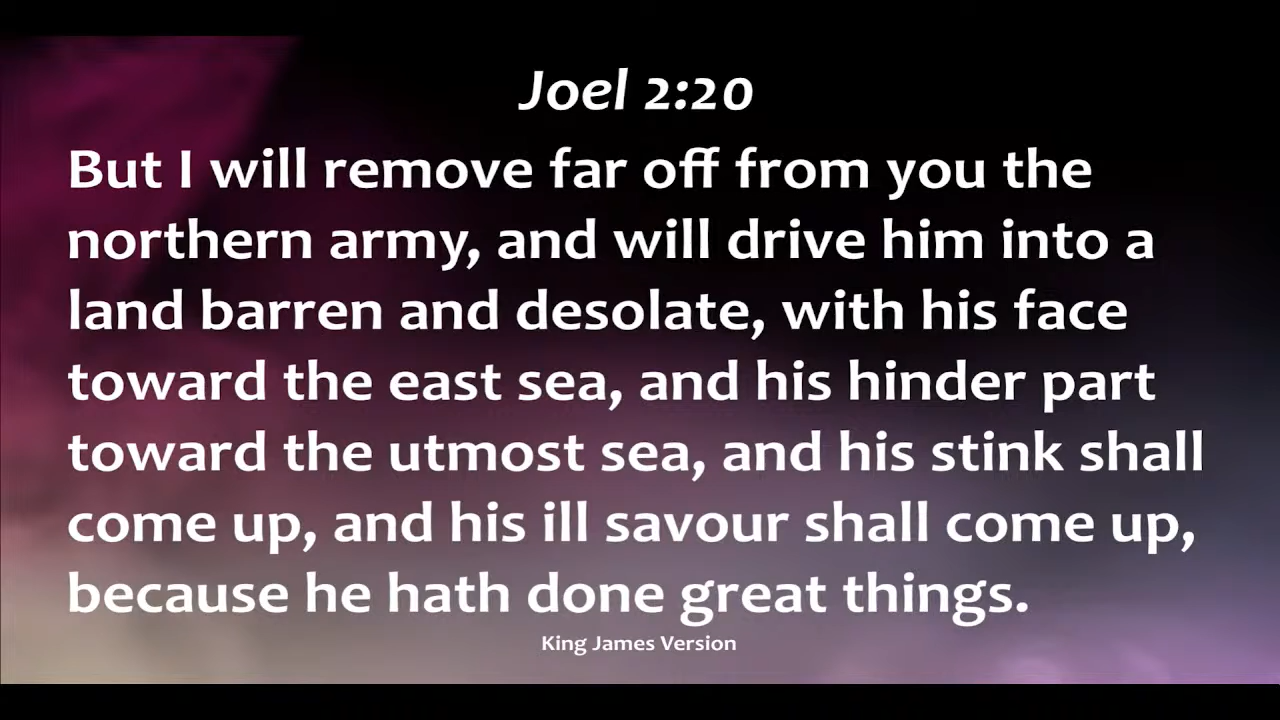 Joel 2:20
But I will remove far off from you the
northern army, and will drive him into a
land barren and desolate, with his face
toward the east sea, and his hinder part
toward the utmost sea, and his stink shall
come up, and his ill savour shall come up,
because he hath done great things.
King James Version